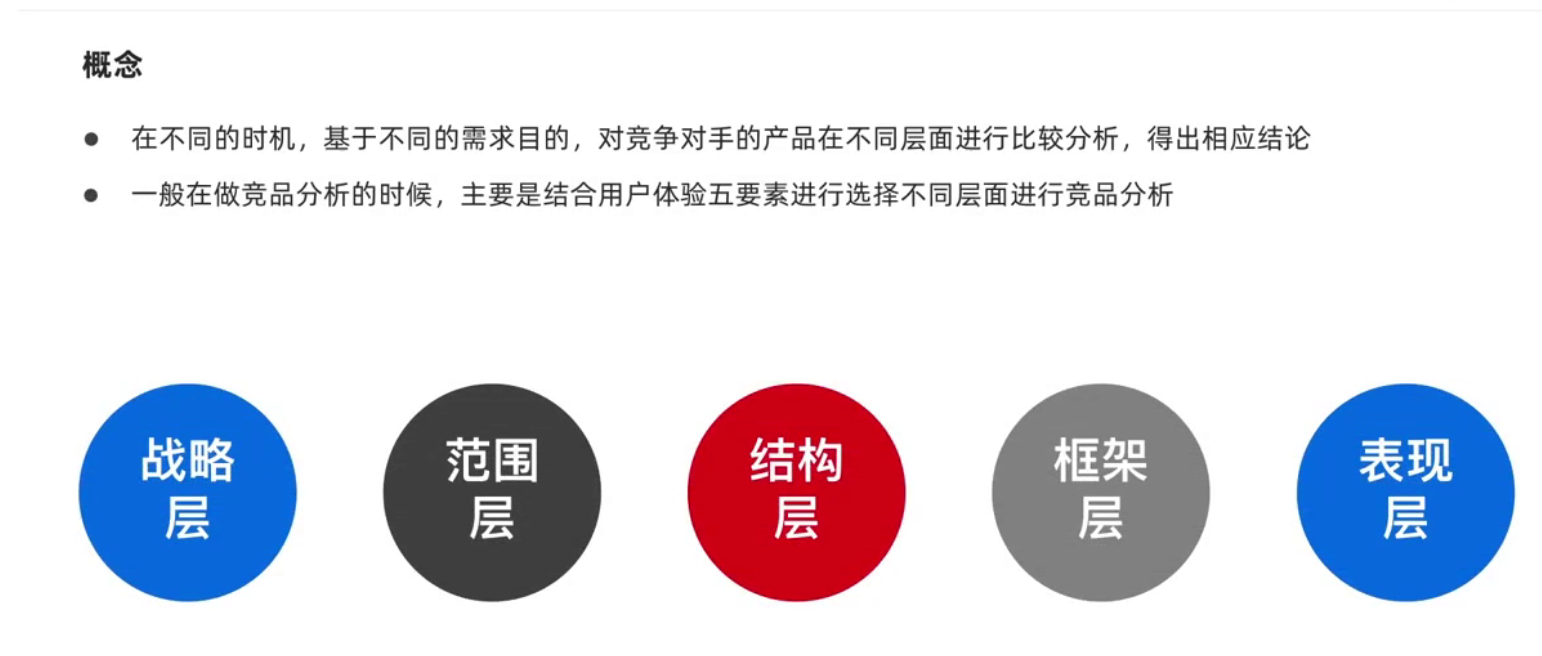 概念
● 在不同的时机，基于不同的需求目的，对竞争对手的产品在不同层面进行比较分析，得出相应结论
● 一般在做竞品分析的时候，主要是结合用户体验五要素进行选择不同层面进行竞品分析
战略
层
范围
层
结构
层
框架
层
表现
层